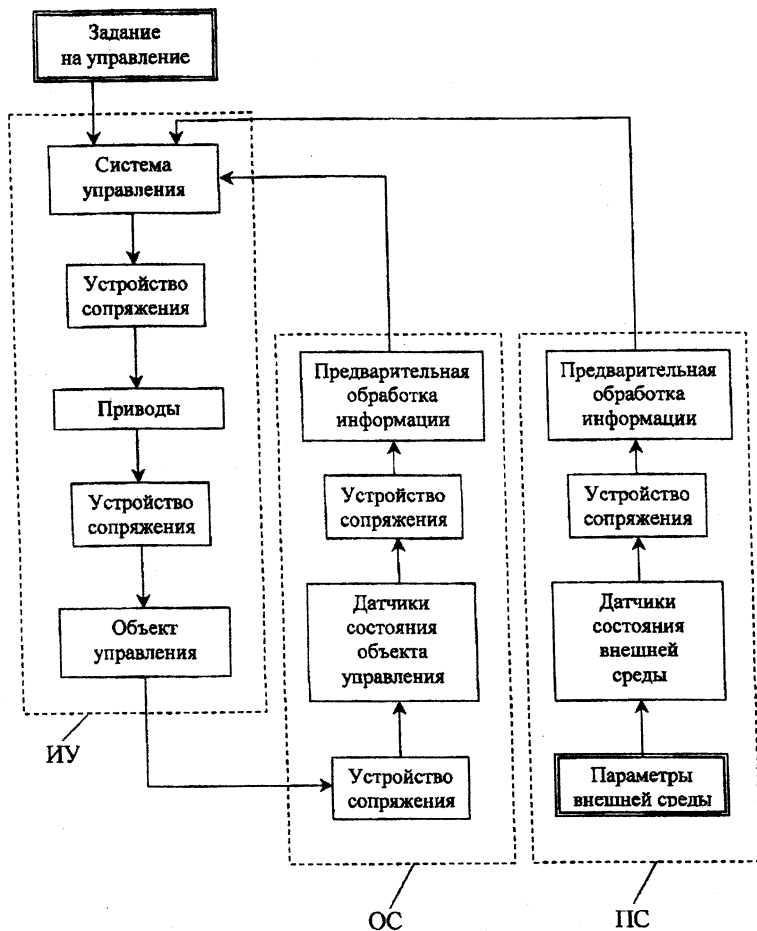 Задание
на управление
Система
управления
Устройство
сопряжения
Приводы
Устройство
сопряжения
Объект
управления
ИУ
Предварительная
обработка
информации
Устройство
сопряжения
Датчики
состояния
объекта
управления
Устройство
сопряжения
ОС
Предварительная
обработка
информации
Устройство
сопряжения
Датчики
состояния
внешней
среды
Параметры
внешней среды
ПС